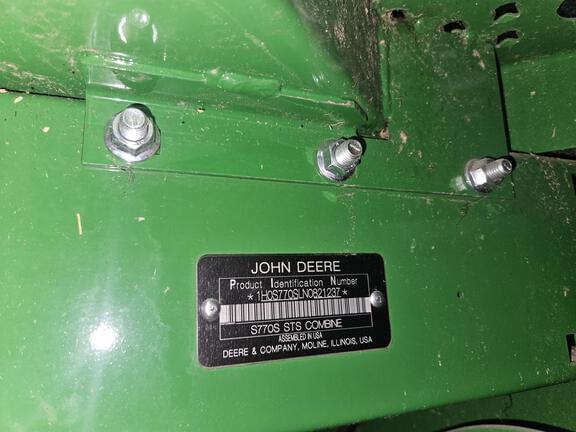 JOHN DEERE
Product Identification Number
*1H0S770SLN0821237*
S770S STS COMBINE
ASSEMBLED IN USA
DEERE & COMPANY, MOLINE, ILLINOIS, USA